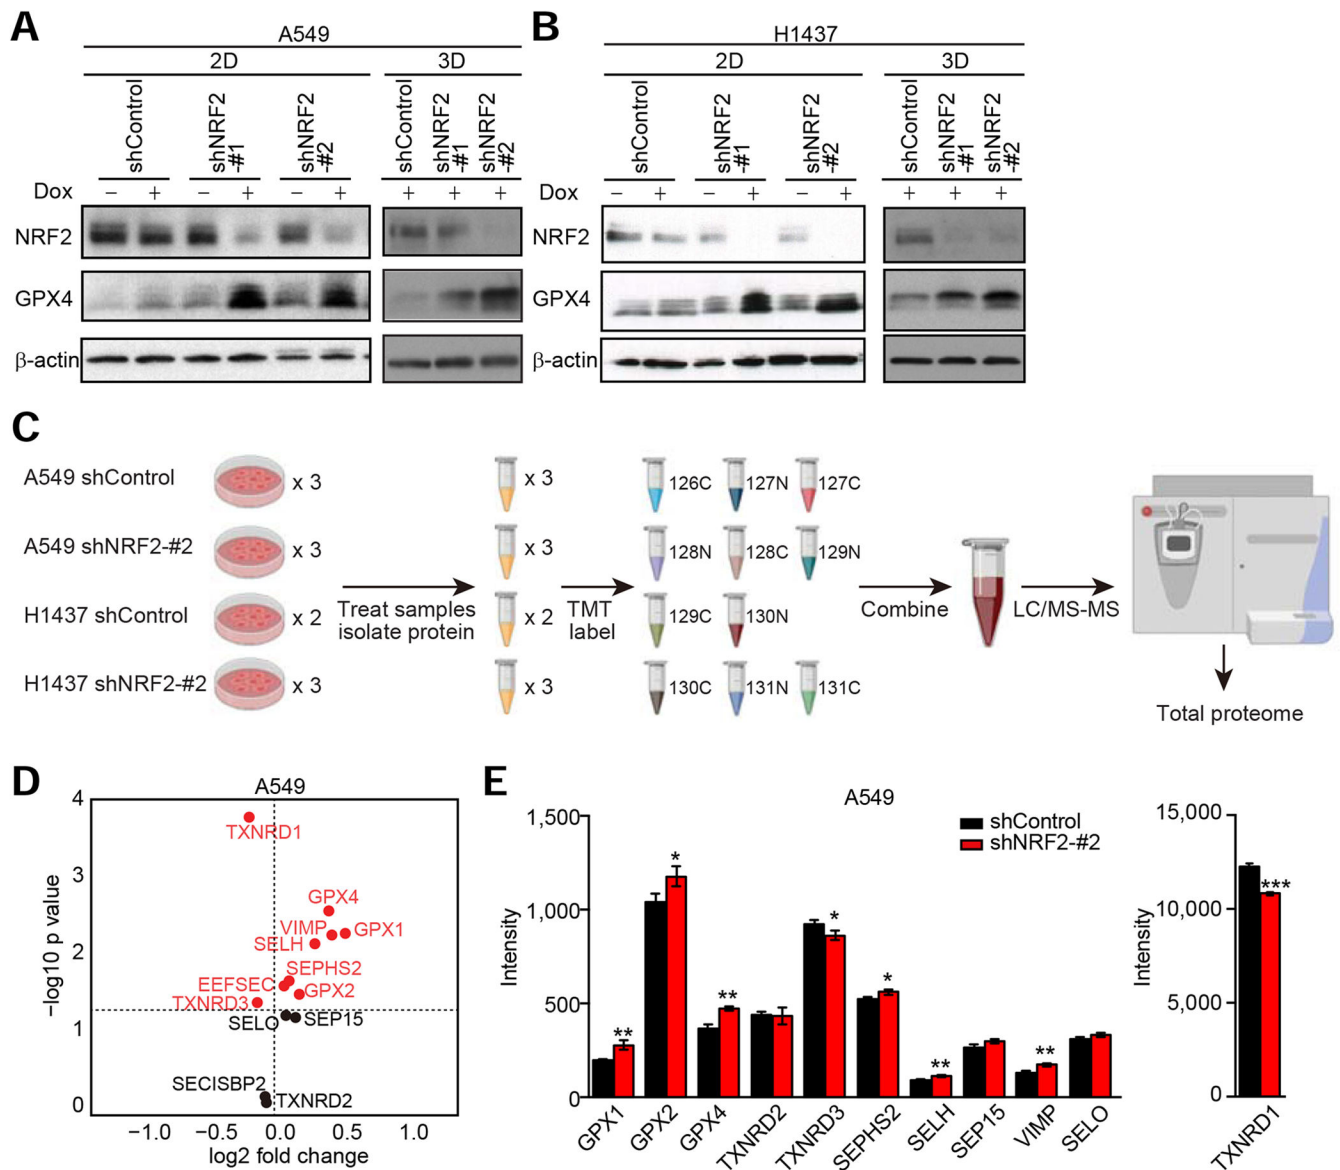 A
A549
2D 3D
shControl shNRF2-#1 shNRF2-#2 shControl shNRF2-#1 shNRF2-#2
Dox − + − + − + + + +
NRF2
GPX4
β-actin
B
H1437
2D 3D
shControl shNRF2-#1 shNRF2-#2 shControl shNRF2-#1 shNRF2-#2
Dox − + − + − + + + +
NRF2
GPX4
β-actin
C
A549 shControl x 3 x 3 126C 127N 127C
A549 shNRF2-#2 x 3 x 3 128N 128C 129N
Treat samples isolate protein
TMT label
Combine
LC/MS-MS
H1437 shControl x 2 x 2 129C 130N
H1437 shNRF2-#2 x 3 x 3 130C 131N 131C
Total proteome
D
A549
4
3
2
1
0
−log10 p value
TXNRD1
GPX4
VIMP
GPX1
SELH
SEPHS2
EEFSEC
GPX2
TXNRD3
SELO
SEP15
SECISBP2
TXNRD2
−1.0 −0.5 0.0 0.5 1.0
log2 fold change
E
A549
shControl
shNRF2-#2
Intensity
1,500
1,000
500
0
** * ** * * ** **
GPX1 GPX2 GPX4 TXNRD2 TXNRD3 SEPHS2 SELH SEP15 VIMP SELO
Intensity
15,000
10,000
5,000
0
***
TXNRD1